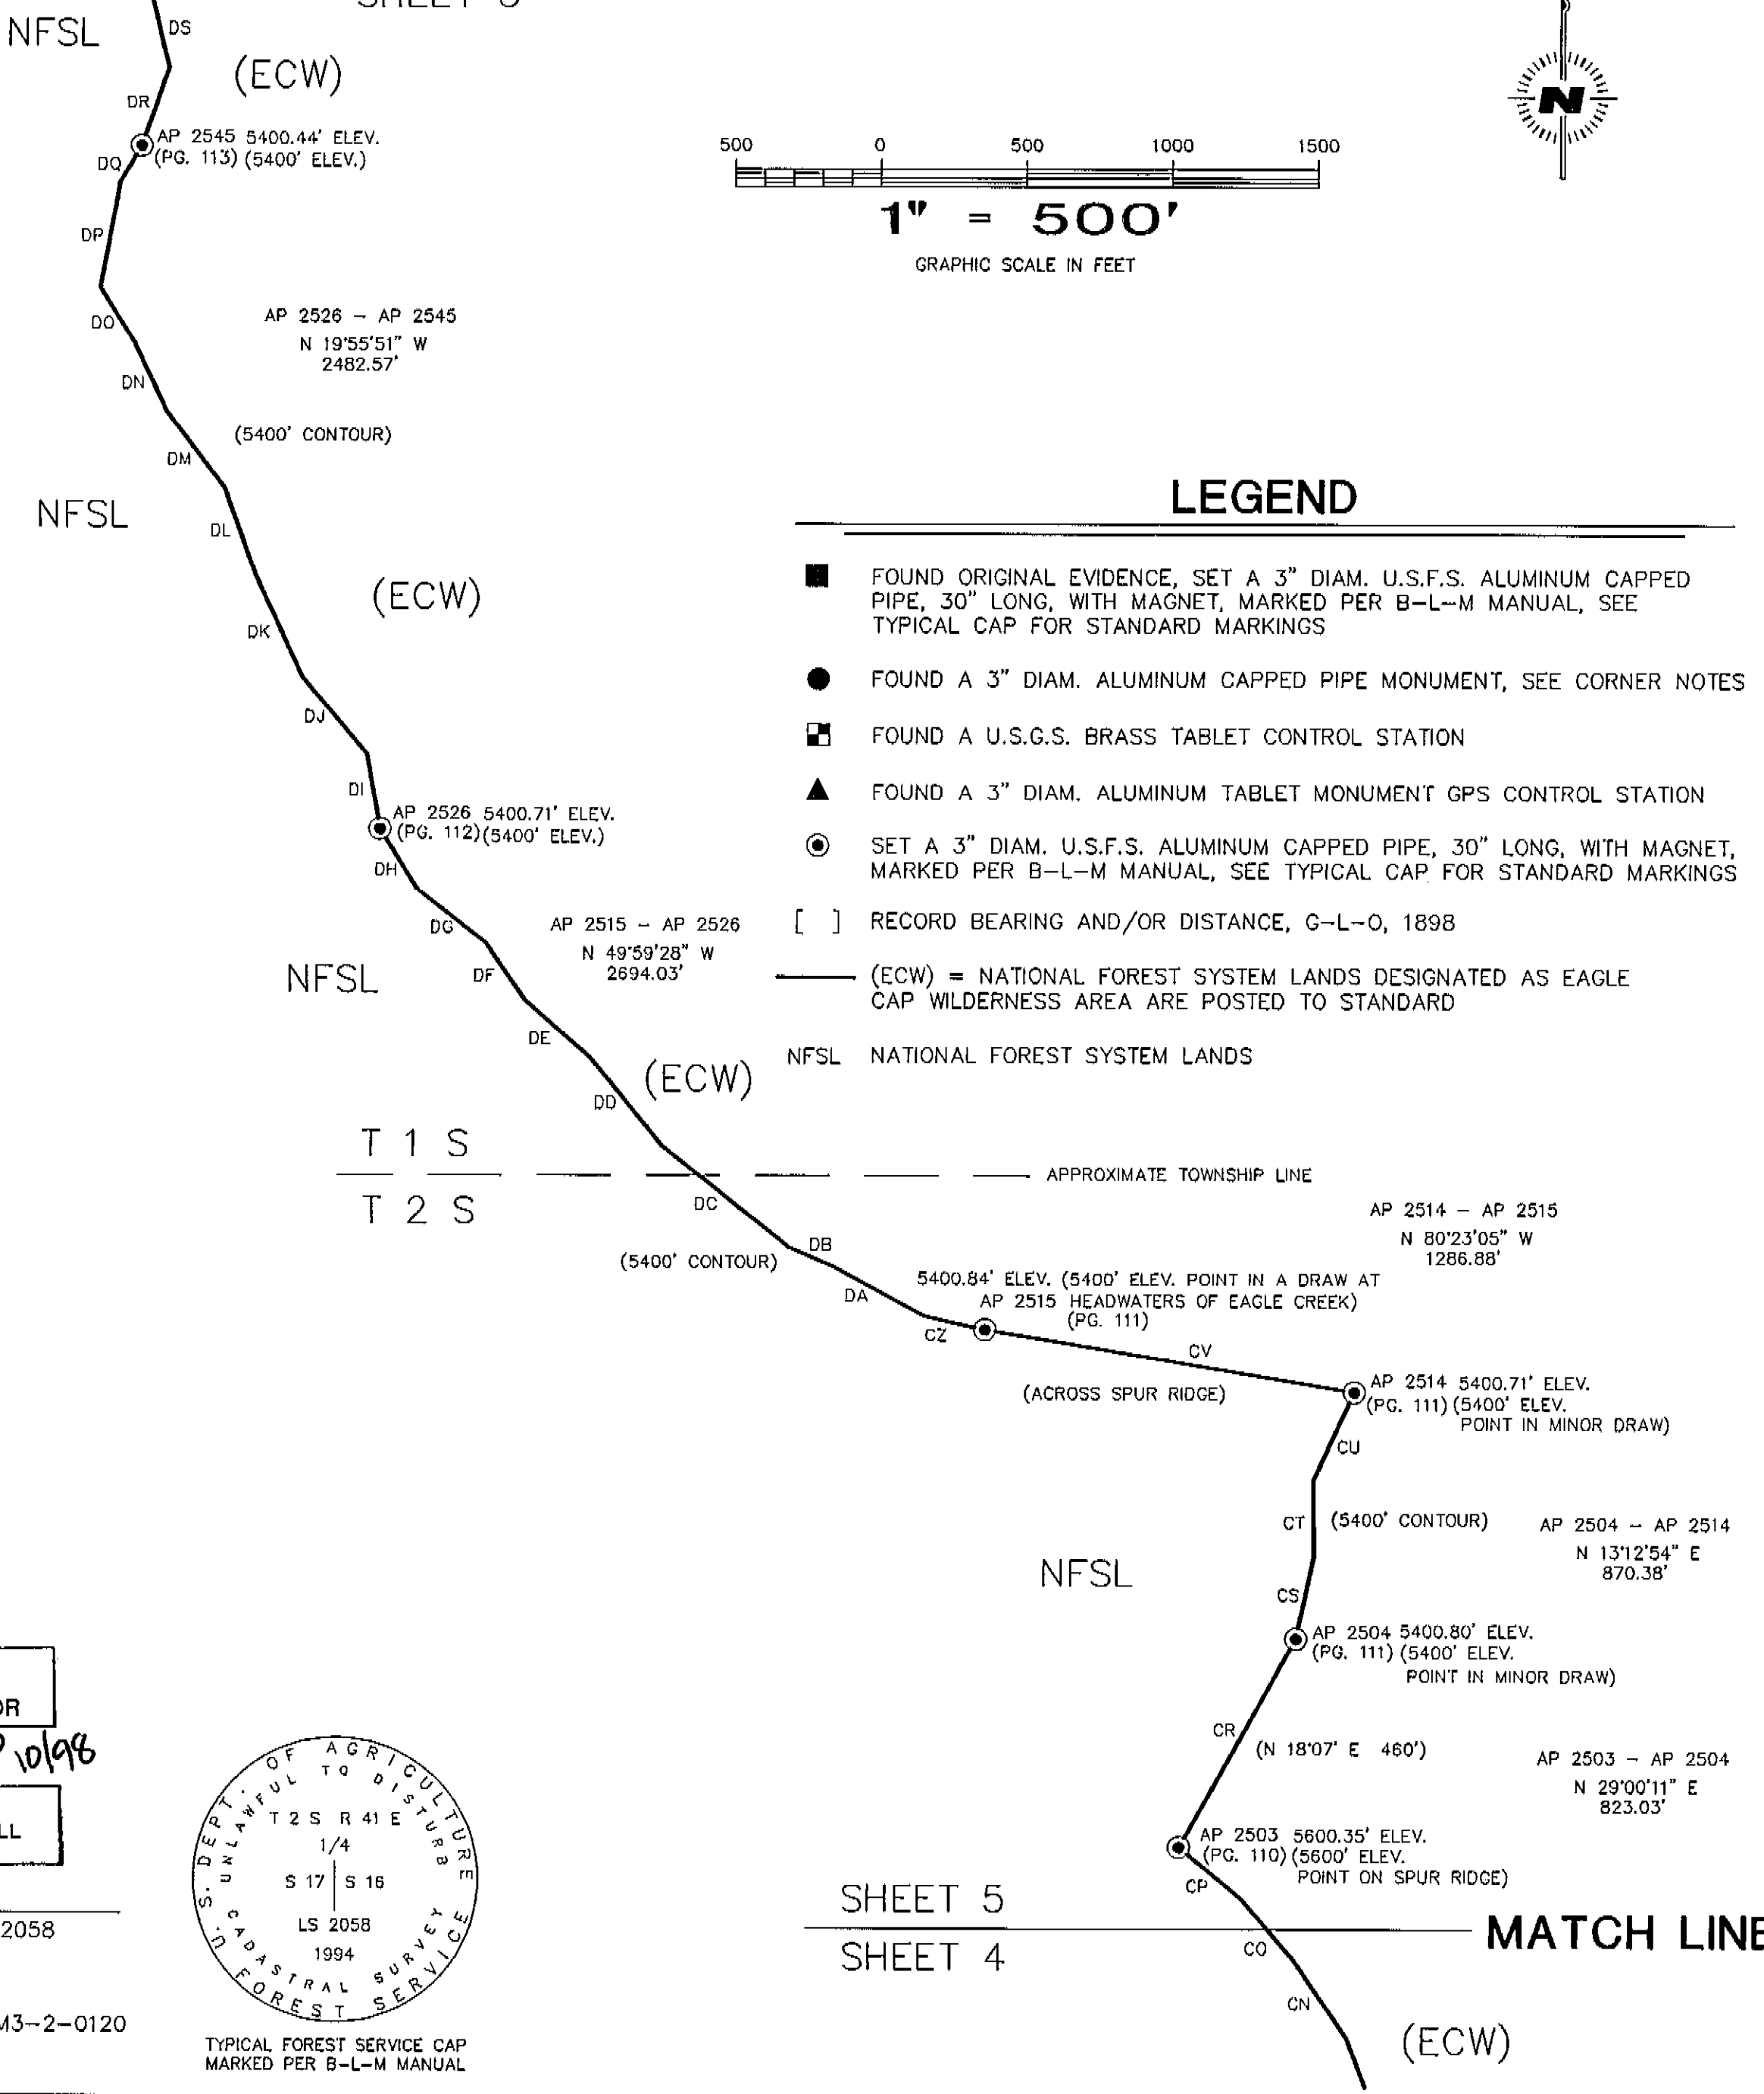 NFSL
DS
(ECW)
DR
AP 2545 5400.44' ELEV.
(PG. 113) (5400' ELEV.)
DQ
DP
500 0 500 1000 1500
1" = 500'
GRAPHIC SCALE IN FEET
N
DO
AP 2526 – AP 2545
N 19°55'51" W
2482.57'
DN
(5400' CONTOUR)
DM
NFSL
DL
(ECW)
DK
DJ
DI
AP 2526 5400.71' ELEV.
(PG. 112) (5400' ELEV.)
DH
DG
AP 2515 – AP 2526
N 49°59'28" W
2694.03'
NFSL
DF
DE
(ECW)
DD
LEGEND
FOUND ORIGINAL EVIDENCE, SET A 3" DIAM. U.S.F.S. ALUMINUM CAPPED
PIPE, 30" LONG, WITH MAGNET, MARKED PER B–L–M MANUAL, SEE
TYPICAL CAP FOR STANDARD MARKINGS
FOUND A 3" DIAM. ALUMINUM CAPPED PIPE MONUMENT, SEE CORNER NOTES
FOUND A U.S.G.S. BRASS TABLET CONTROL STATION
FOUND A 3" DIAM. ALUMINUM TABLET MONUMENT GPS CONTROL STATION
SET A 3" DIAM. U.S.F.S. ALUMINUM CAPPED PIPE, 30" LONG, WITH MAGNET,
MARKED PER B–L–M MANUAL, SEE TYPICAL CAP FOR STANDARD MARKINGS
[ ] RECORD BEARING AND/OR DISTANCE, G–L–O, 1898
(ECW) = NATIONAL FOREST SYSTEM LANDS DESIGNATED AS EAGLE
CAP WILDERNESS AREA ARE POSTED TO STANDARD
NFSL NATIONAL FOREST SYSTEM LANDS
T 1 S
APPROXIMATE TOWNSHIP LINE
T 2 S
DC
DB
(5400' CONTOUR)
DA
AP 2514 – AP 2515
N 80°23'05" W
1286.88'
5400.84' ELEV. (5400' ELEV. POINT IN A DRAW AT
AP 2515 HEADWATERS OF EAGLE CREEK)
(PG. 111)
CZ
CV
(ACROSS SPUR RIDGE)
AP 2514 5400.71' ELEV.
(PG. 111) (5400' ELEV.
POINT IN MINOR DRAW)
CU
CT
(5400' CONTOUR)
AP 2504 – AP 2514
N 13°12'54" E
870.38'
NFSL
CS
AP 2504 5400.80' ELEV.
(PG. 111) (5400' ELEV.
POINT IN MINOR DRAW)
CR
(N 18°07' E 460')
AP 2503 – AP 2504
N 29°00'11" E
823.03'
AP 2503 5600.35' ELEV.
(PG. 110) (5600' ELEV.
POINT ON SPUR RIDGE)
CP
SHEET 5
MATCH LINE
SHEET 4
CO
CN
(ECW)
10/98
2058
M3–2–0120
U.S. DEPT. OF AGRICULTURE
UNLAWFUL TO DISTURB
T 2 S R 41 E
1/4
S 17 S 16
LS 2058
1994
CADASTRAL SURVEY
FOREST SERVICE
TYPICAL FOREST SERVICE CAP
MARKED PER B–L–M MANUAL